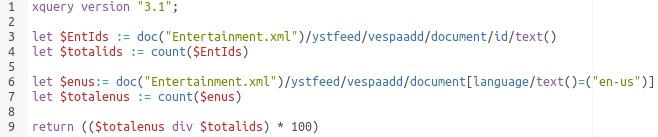 1 xquery version "3.1";
2
3 let $EntIds := doc("Entertainment.xml")/ystfeed/vespaadd/document/id/text()
4 let $totalids := count($EntIds)
5
6 let $enus:= doc("Entertainment.xml")/ystfeed/vespaadd/document[language/text()=("en-us")]
7 let $totalenus := count($enus)
8
9 return (($totalenus div $totalids) * 100)